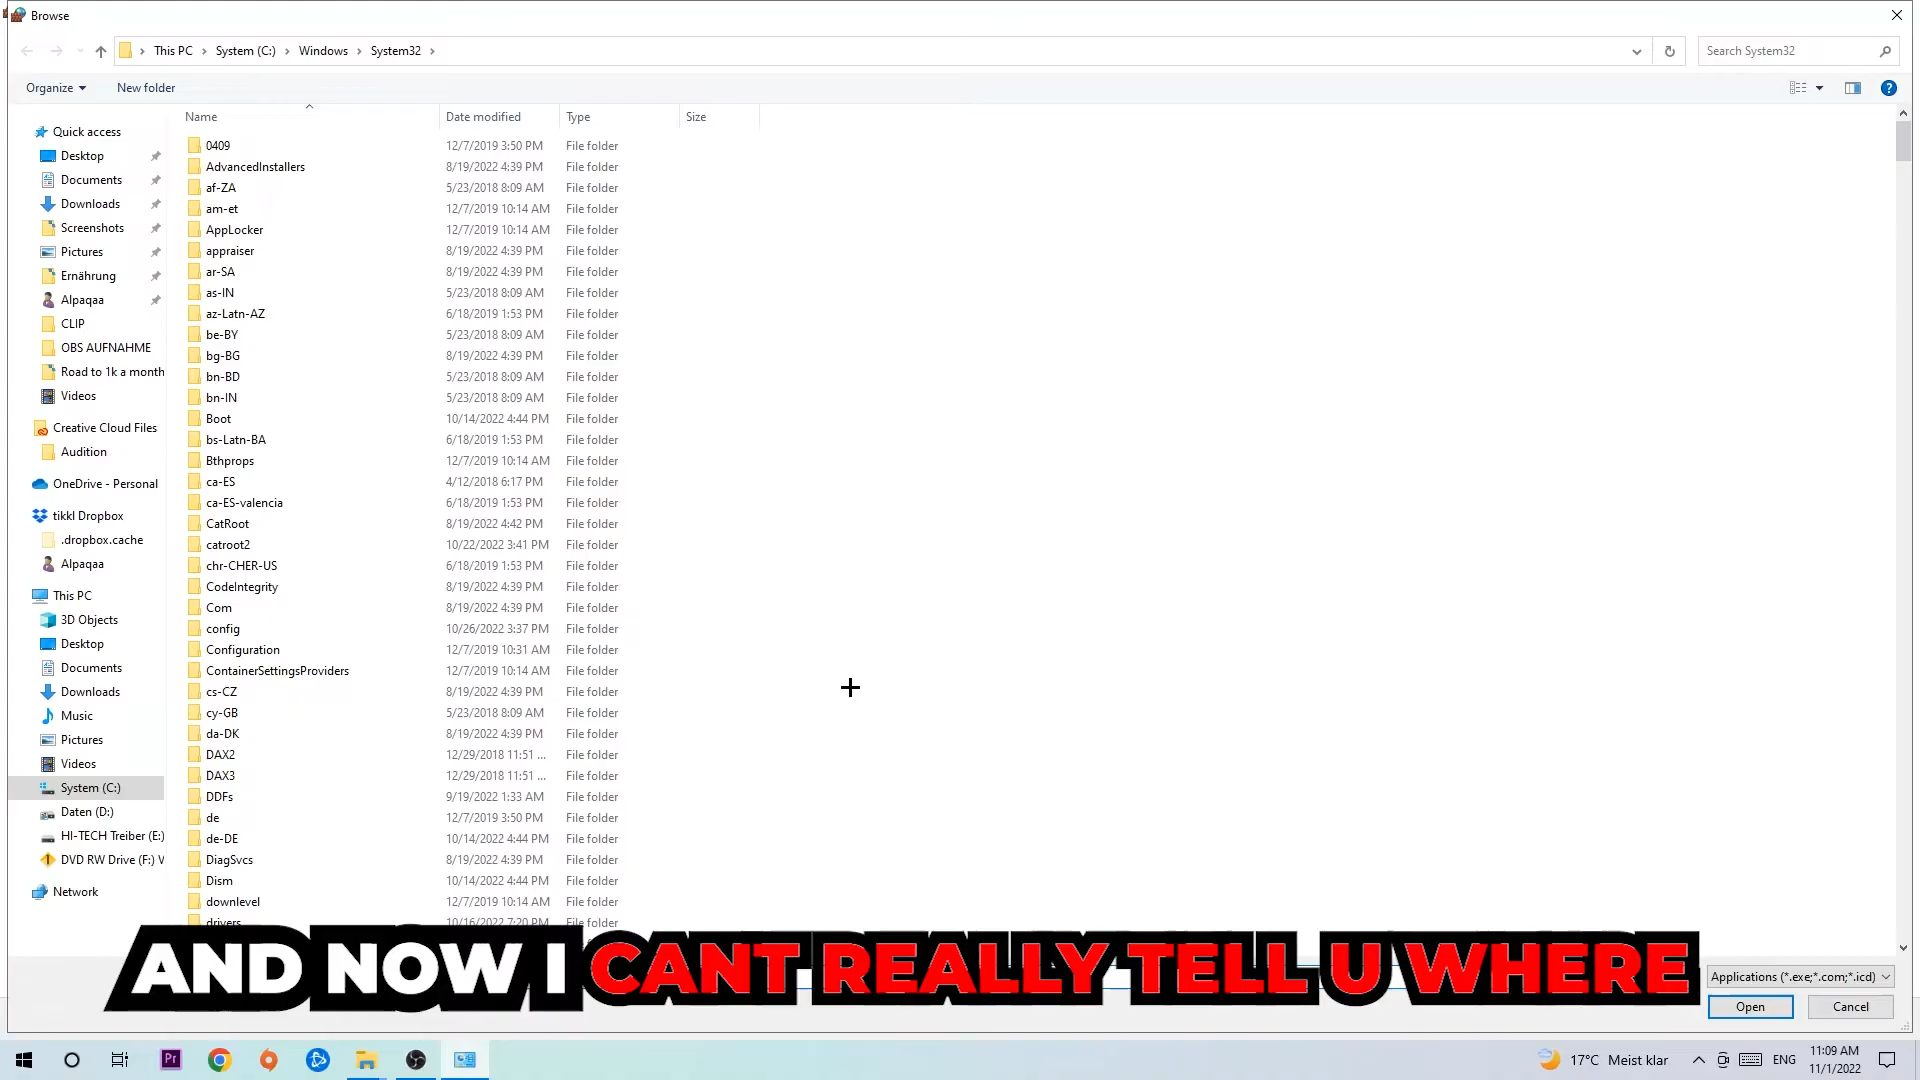 Browse
This PC > System (C:) > Windows > System32 >
Search System32
Organize New folder
Name Date modified Type Size
Quick access
Desktop
Documents
Downloads
Screenshots
Pictures
Ernährung
Alpaqaa
CLIP
OBS AUFNAHME
Road to 1k a month
Videos
Creative Cloud Files
Audition
OneDrive - Personal
tikkl Dropbox
.dropbox.cache
Alpaqaa
This PC
3D Objects
Desktop
Documents
Downloads
Music
Pictures
Videos
System (C:)
Daten (D:)
HI-TECH Treiber (E:)
DVD RW Drive (F:) V
Network
0409 12/7/2019 3:50 PM File folder
AdvancedInstallers 8/19/2022 4:39 PM File folder
af-ZA 5/23/2018 8:09 AM File folder
am-et 12/7/2019 10:14 AM File folder
AppLocker 12/7/2019 10:14 AM File folder
appraiser 8/19/2022 4:39 PM File folder
ar-SA 8/19/2022 4:39 PM File folder
as-IN 5/23/2018 8:09 AM File folder
az-Latn-AZ 6/18/2019 1:53 PM File folder
be-BY 5/23/2018 8:09 AM File folder
bg-BG 8/19/2022 4:39 PM File folder
bn-BD 5/23/2018 8:09 AM File folder
bn-IN 5/23/2018 8:09 AM File folder
Boot 10/14/2022 4:44 PM File folder
bs-Latn-BA 6/18/2019 1:53 PM File folder
Bthprops 12/7/2019 10:14 AM File folder
ca-ES 4/12/2018 6:17 PM File folder
ca-ES-valencia 6/18/2019 1:53 PM File folder
CatRoot 8/19/2022 4:42 PM File folder
catroot2 10/22/2022 3:41 PM File folder
chr-CHER-US 6/18/2019 1:53 PM File folder
CodeIntegrity 8/19/2022 4:39 PM File folder
Com 8/19/2022 4:39 PM File folder
config 10/26/2022 3:37 PM File folder
Configuration 12/7/2019 10:31 AM File folder
ContainerSettingsProviders 12/7/2019 10:14 AM File folder
cs-CZ 8/19/2022 4:39 PM File folder
cy-GB 5/23/2018 8:09 AM File folder
da-DK 8/19/2022 4:39 PM File folder
DAX2 12/29/2018 11:51 ... File folder
DAX3 12/29/2018 11:51 ... File folder
DDFs 9/19/2022 1:33 AM File folder
de 12/7/2019 3:50 PM File folder
de-DE 10/14/2022 4:44 PM File folder
DiagSvcs 8/19/2022 4:39 PM File folder
Dism 10/14/2022 4:44 PM File folder
downlevel 12/7/2019 10:14 AM File folder
drivers 10/16/2022 7:20 PM File folder
AND NOW I CANT REALLY TELL U WHERE
Applications (*.exe;*.com;*.icd)
Open Cancel
Pr
17°C Meist klar ENG
11:09 AM
11/1/2022